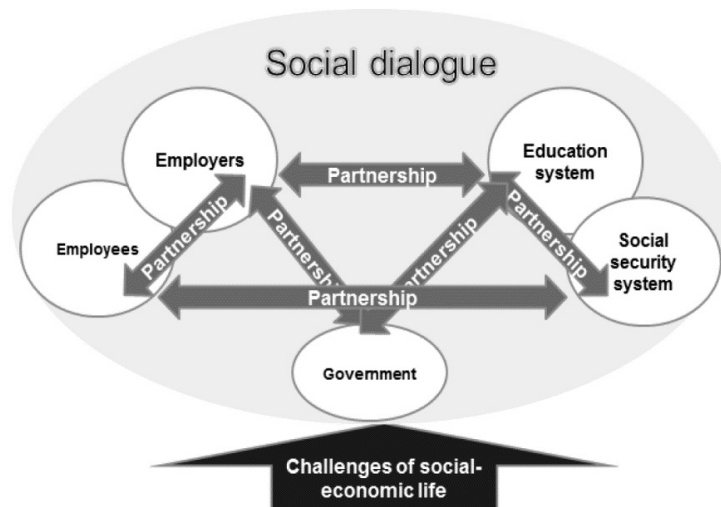 Social dialogue
Employers
Partnership
Education
system
Employees
Partnership
Partnership
Partnership
Partnership
Social
security
system
Partnership
Government
Challenges of social-
economic life